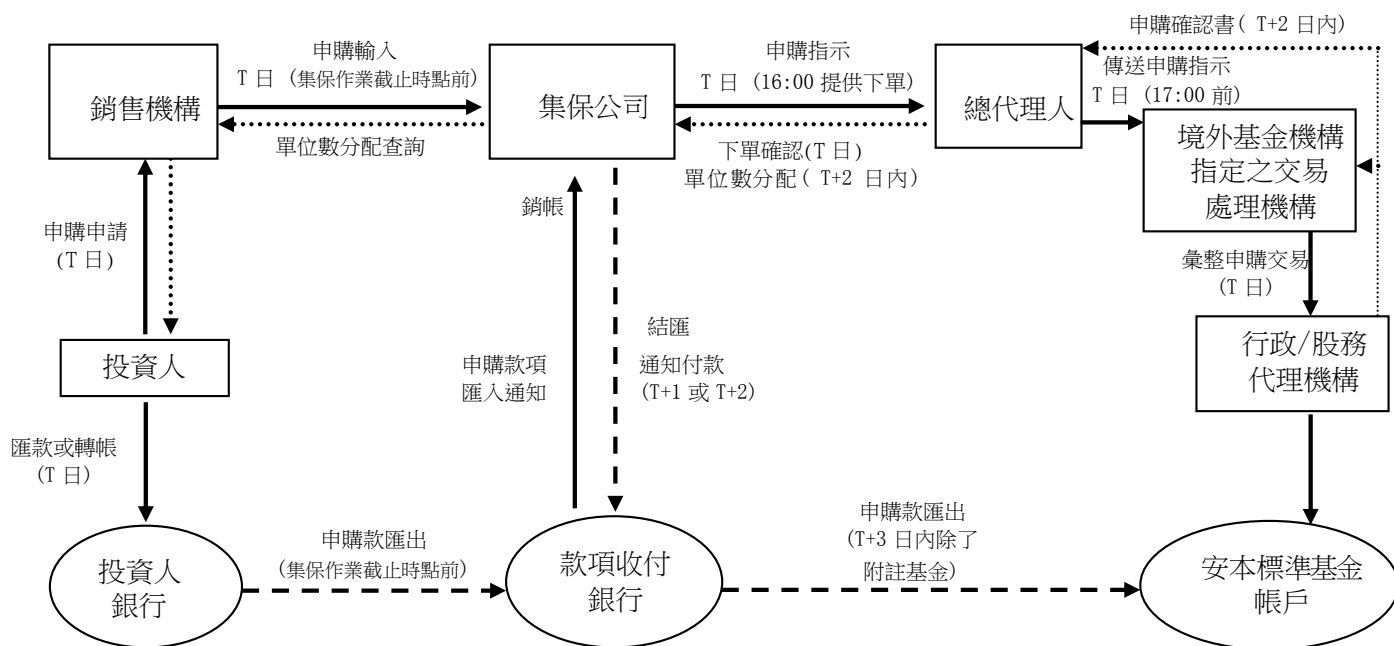 申購確認書( T+2 日內)
申購輸入
T 日 (集保作業截止時點前)
申購指示
T 日 (16:00 提供下單)
傳送申購指示
T 日 (17:00 前)
銷售機構
集保公司
總代理人
單位數分配查詢
下單確認(T 日)
單位數分配( T+2 日內)
境外基金機構
指定之交易
處理機構
申購申請
(T 日)
銷帳
彙整申購交易
(T 日)
投資人
申購款項
匯入通知
結匯
通知付款
(T+1 或 T+2)
行政/股務
代理機構
匯款或轉帳
(T 日)
申購款匯出
(集保作業截止時點前)
申購款匯出
(T+3 日內除了
附註基金)
投資人
銀行
款項收付
銀行
安本標準基金
帳戶